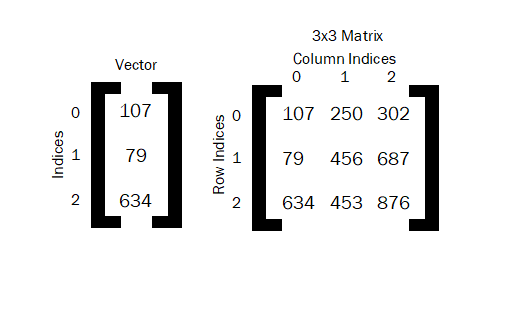 Vector
Indices
0 107
1 79
2 634
3x3 Matrix
Column Indices
0 1 2
Row Indices
0 107 250 302
1 79 456 687
2 634 453 876